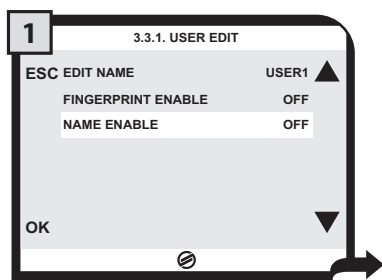 1
3.3.1. USER EDIT
ESC EDIT NAME USER1
FINGERPRINT ENABLE OFF
NAME ENABLE OFF
OK